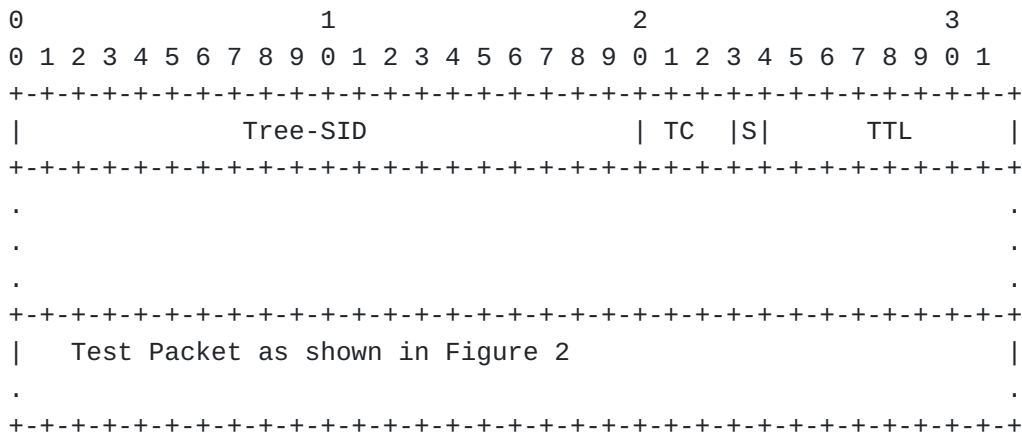 0                   1                   2                   3
0 1 2 3 4 5 6 7 8 9 0 1 2 3 4 5 6 7 8 9 0 1 2 3 4 5 6 7 8 9 0 1
+-+-+-+-+-+-+-+-+-+-+-+-+-+-+-+-+-+-+-+-+-+-+-+-+-+-+-+-+-+-+-+-+
|              Tree-SID                 | TC  |S|      TTL      |
+-+-+-+-+-+-+-+-+-+-+-+-+-+-+-+-+-+-+-+-+-+-+-+-+-+-+-+-+-+-+-+-+
.                                                               .
.                                                               .
.                                                               .
+-+-+-+-+-+-+-+-+-+-+-+-+-+-+-+-+-+-+-+-+-+-+-+-+-+-+-+-+-+-+-+-+
|   Test Packet as shown in Figure 2                            |
.                                                               .
+-+-+-+-+-+-+-+-+-+-+-+-+-+-+-+-+-+-+-+-+-+-+-+-+-+-+-+-+-+-+-+-+